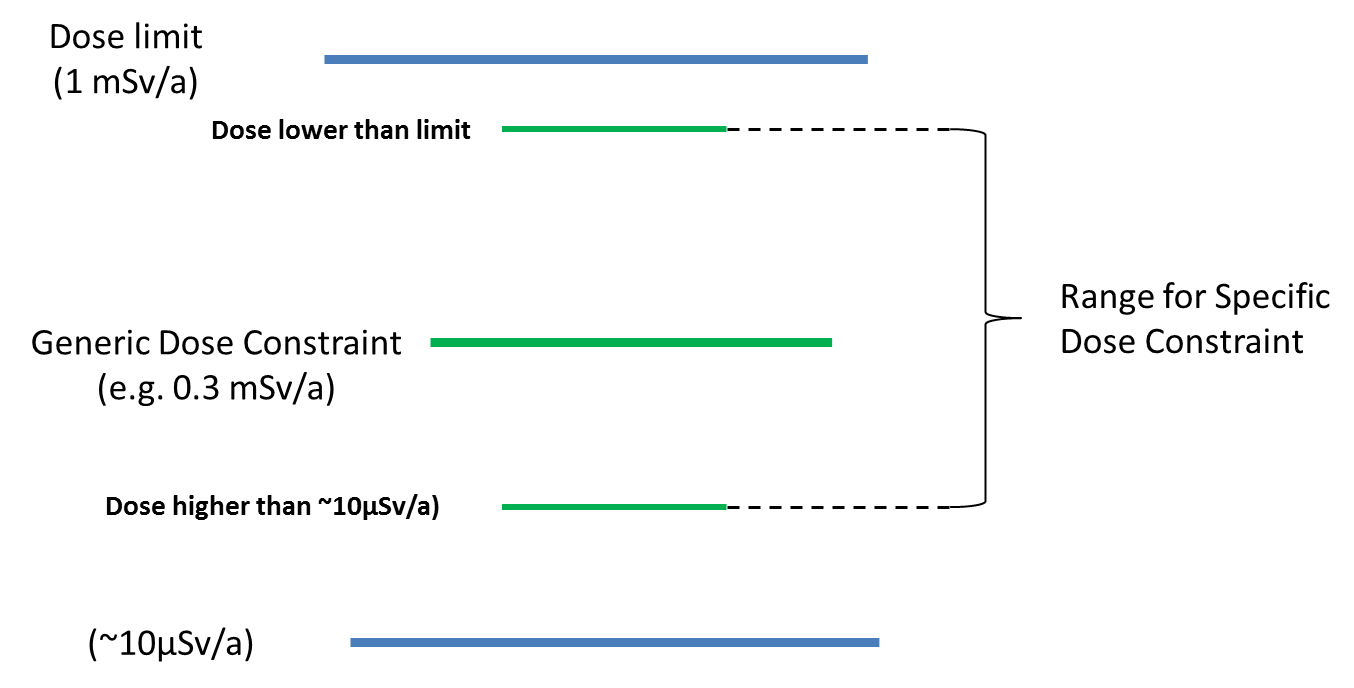 Dose limit
(1 mSv/a)
Dose lower than limit
Generic Dose Constraint
(e.g. 0.3 mSv/a)
Range for Specific
Dose Constraint
Dose higher than ~10µSv/a)
(~10µSv/a)